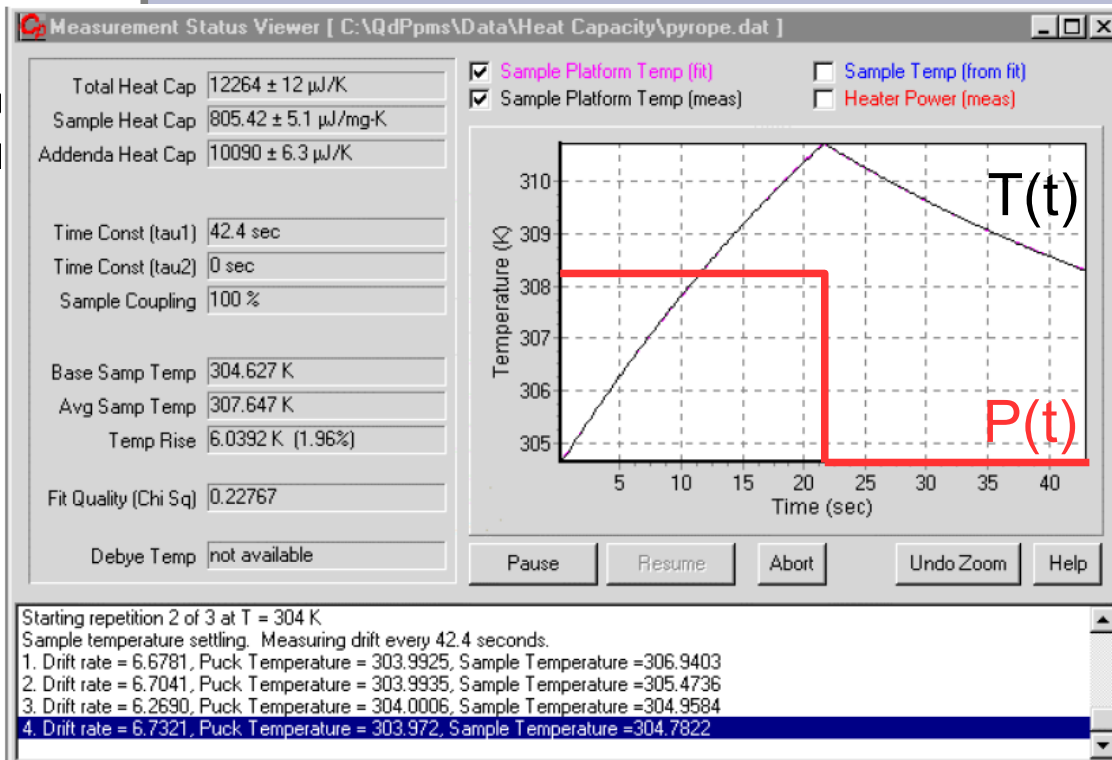 Measurement Status Viewer [ C:\QdPpms\Data\Heat Capacity\pyrope.dat ]
Total Heat Cap 12264 ± 12 µJ/K
Sample Heat Cap 805.42 ± 5.1 µJ/mg-K
Addenda Heat Cap 10090 ± 6.3 µJ/K
Time Const (tau1) 42.4 sec
Time Const (tau2) 0 sec
Sample Coupling 100 %
Base Samp Temp 304.627 K
Avg Samp Temp 307.647 K
Temp Rise 6.0392 K (1.96%)
Fit Quality (Chi Sq) 0.22767
Debye Temp not available
Sample Platform Temp (fit)
Sample Temp (from fit)
Sample Platform Temp (meas)
Heater Power (meas)
Temperature (K)
310
309
308
307
306
305
T(t)
P(t)
5 10 15 20 25 30 35 40
Time (sec)
Pause Resume Abort Undo Zoom Help
Starting repetition 2 of 3 at T = 304 K
Sample temperature settling. Measuring drift every 42.4 seconds.
1. Drift rate = 6.6781, Puck Temperature = 303.9925, Sample Temperature =306.9403
2. Drift rate = 6.7041, Puck Temperature = 303.9935, Sample Temperature =305.4736
3. Drift rate = 6.2690, Puck Temperature = 304.0006, Sample Temperature =304.9584
4. Drift rate = 6.7321, Puck Temperature = 303.972, Sample Temperature =304.7822